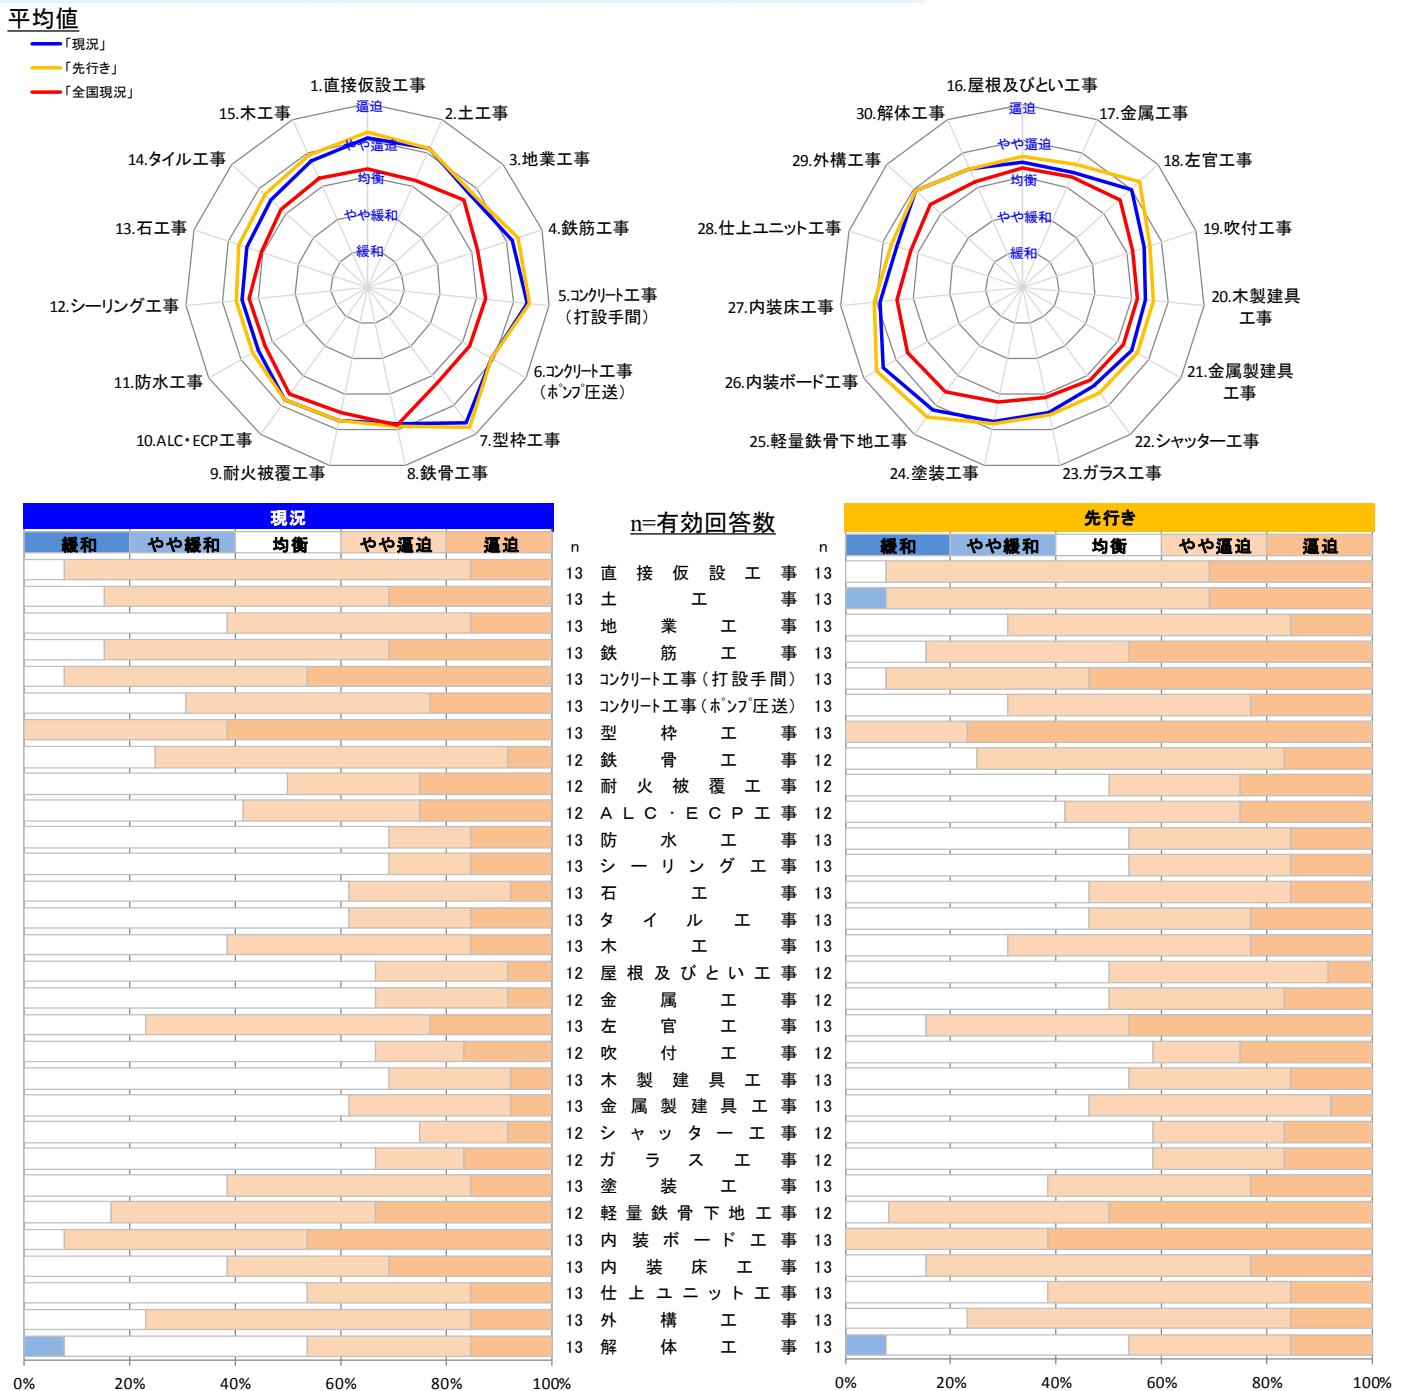 平均値
「現況」
「先行き」
「全国現況」
1.直接仮設工事
2.土工事
3.地業工事
4.鉄筋工事
5.コンクリート工事
（打設手間）
6.コンクリート工事
（ポンプ圧送）
7.型枠工事
8.鉄骨工事
9.耐火被覆工事
10.ALC・ECP工事
11.防水工事
12.シーリング工事
13.石工事
14.タイル工事
15.木工事
逼迫
やや逼迫
均衡
やや緩和
緩和
16.屋根及びとい工事
17.金属工事
18.左官工事
19.吹付工事
20.木製建具
工事
21.金属製建具
工事
22.シャッター工事
23.ガラス工事
24.塗装工事
25.軽量鉄骨下地工事
26.内装ボード工事
27.内装床工事
28.仕上ユニット工事
29.外構工事
30.解体工事
逼迫
やや逼迫
均衡
やや緩和
緩和
現況
n=有効回答数
先行き
緩和 やや緩和 均衡 やや逼迫 逼迫 n n 緩和 やや緩和 均衡 やや逼迫 逼迫
13 直接仮設工事 13
13 土工事 13
13 地業工事 13
13 鉄筋工事 13
13 コンクリート工事（打設手間） 13
13 コンクリート工事（ポンプ圧送） 13
13 型枠工事 13
12 鉄骨工事 12
12 耐火被覆工事 12
12 ＡＬＣ・ＥＣＰ工事 12
13 防水工事 13
13 シーリング工事 13
13 石工事 13
13 タイル工事 13
13 木工事 13
12 屋根及びとい工事 12
12 金属工事 12
13 左官工事 13
12 吹付工事 12
13 木製建具工事 13
13 金属製建具工事 13
12 シャッター工事 12
12 ガラス工事 12
13 塗装工事 13
12 軽量鉄骨下地工事 12
13 内装ボード工事 13
13 内装床工事 13
13 仕上ユニット工事 13
13 外構工事 13
13 解体工事 13
0% 20% 40% 60% 80% 100% 0% 20% 40% 60% 80% 100%